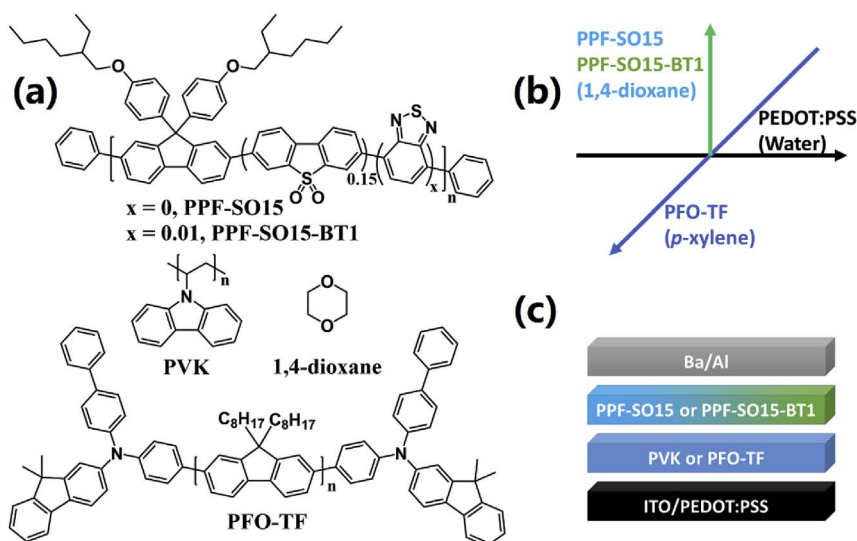 (a)
O
O
N
S
N
S
O
O
0.15
x
n
x = 0, PPF-SO15
x = 0.01, PPF-SO15-BT1
n
N
O
O
PVK
1,4-dioxane
C8H17
C8H17
N
N
n
PFO-TF
(b)
PPF-SO15
PPF-SO15-BT1
(1,4-dioxane)
PEDOT:PSS
(Water)
PFO-TF
(p-xylene)
(c)
Ba/Al
PPF-SO15 or PPF-SO15-BT1
PVK or PFO-TF
ITO/PEDOT:PSS